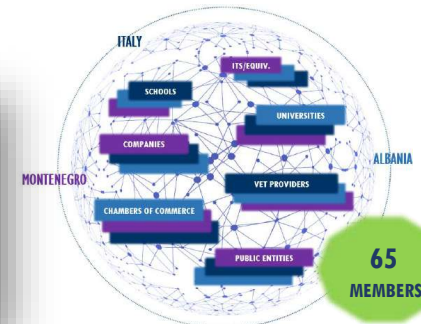 ITALY
ITS/EQUIV.
SCHOOLS
UNIVERSITIES
COMPANIES
ALBANIA
MONTENEGRO
VET PROVIDERS
CHAMBERS OF COMMERCE
PUBLIC ENTITIES
65
MEMBERS